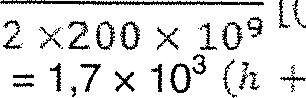 2 ×200 × 10⁹ [(
= 1,7 × 10³ (h +